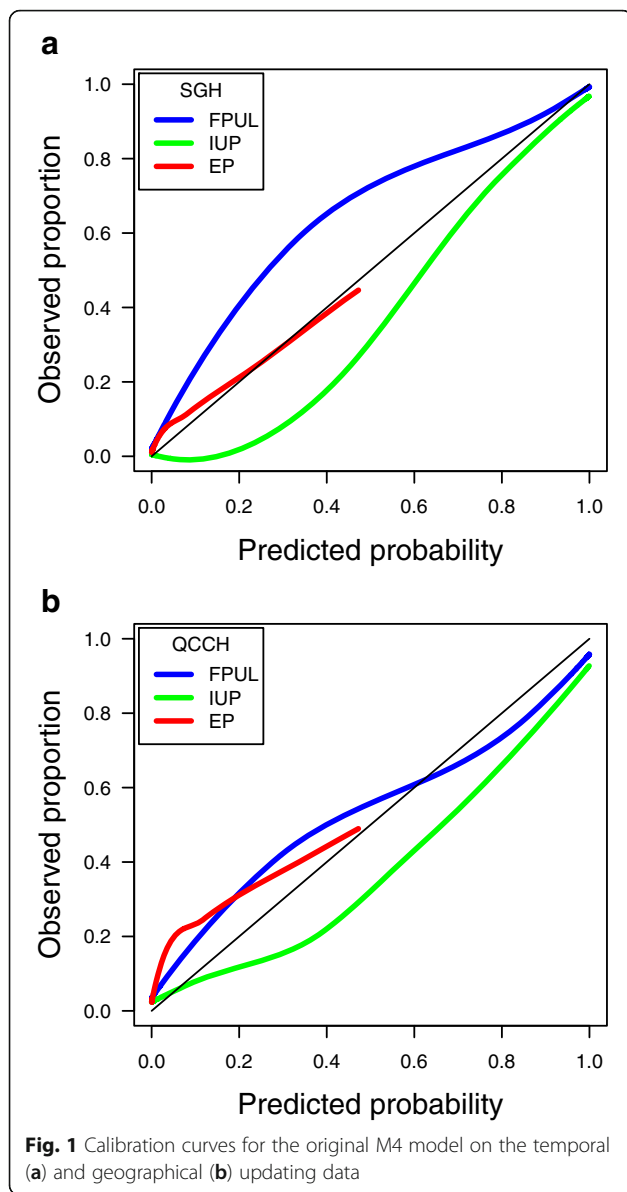 a
SGH
FPUL
IUP
EP
1.0
0.8
0.6
0.4
0.2
0.0
Observed proportion
0.0 0.2 0.4 0.6 0.8 1.0
Predicted probability
b
QCCH
FPUL
IUP
EP
1.0
0.8
0.6
0.4
0.2
0.0
Observed proportion
0.0 0.2 0.4 0.6 0.8 1.0
Predicted probability
Fig. 1 Calibration curves for the original M4 model on the temporal
(a) and geographical (b) updating data